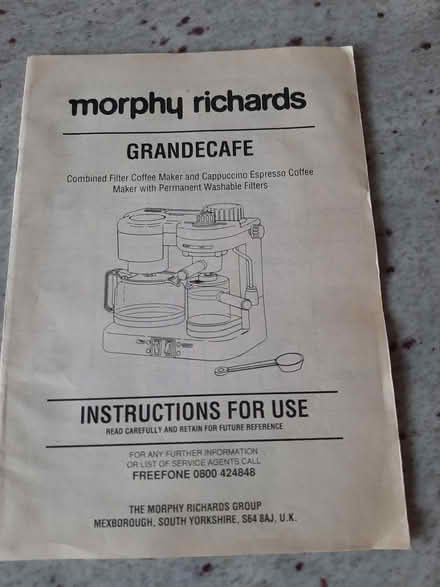 morphy richards
GRANDECAFE
Combined Filter Coffee Maker and Cappuccino Espresso Coffee
Maker with Permanent Washable Filters
INSTRUCTIONS FOR USE
READ CAREFULLY AND RETAIN FOR FUTURE REFERENCE
FOR ANY FURTHER INFORMATION
OR LIST OF SERVICE AGENTS CALL
FREEFONE 0800 424848
THE MORPHY RICHARDS GROUP
MEXBOROUGH, SOUTH YORKSHIRE, S64 8AJ, U.K.